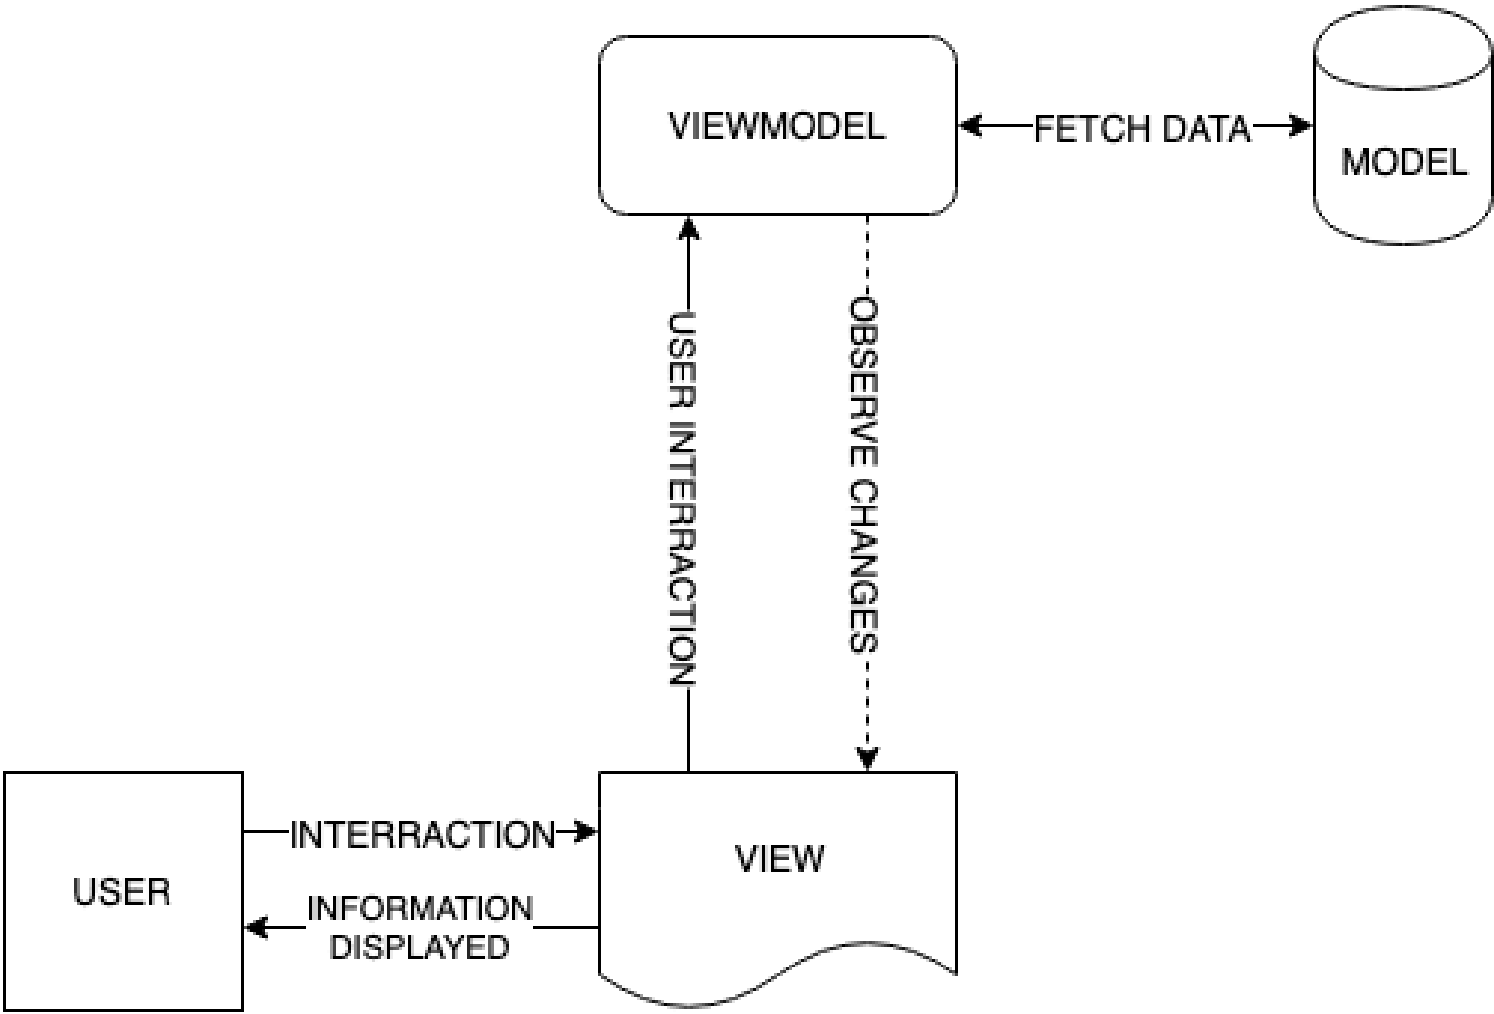 VIEWMODEL
FETCH DATA
MODEL
USER INTERRACTION
OBSERVE CHANGES
USER
INTERRACTION
INFORMATION
DISPLAYED
VIEW